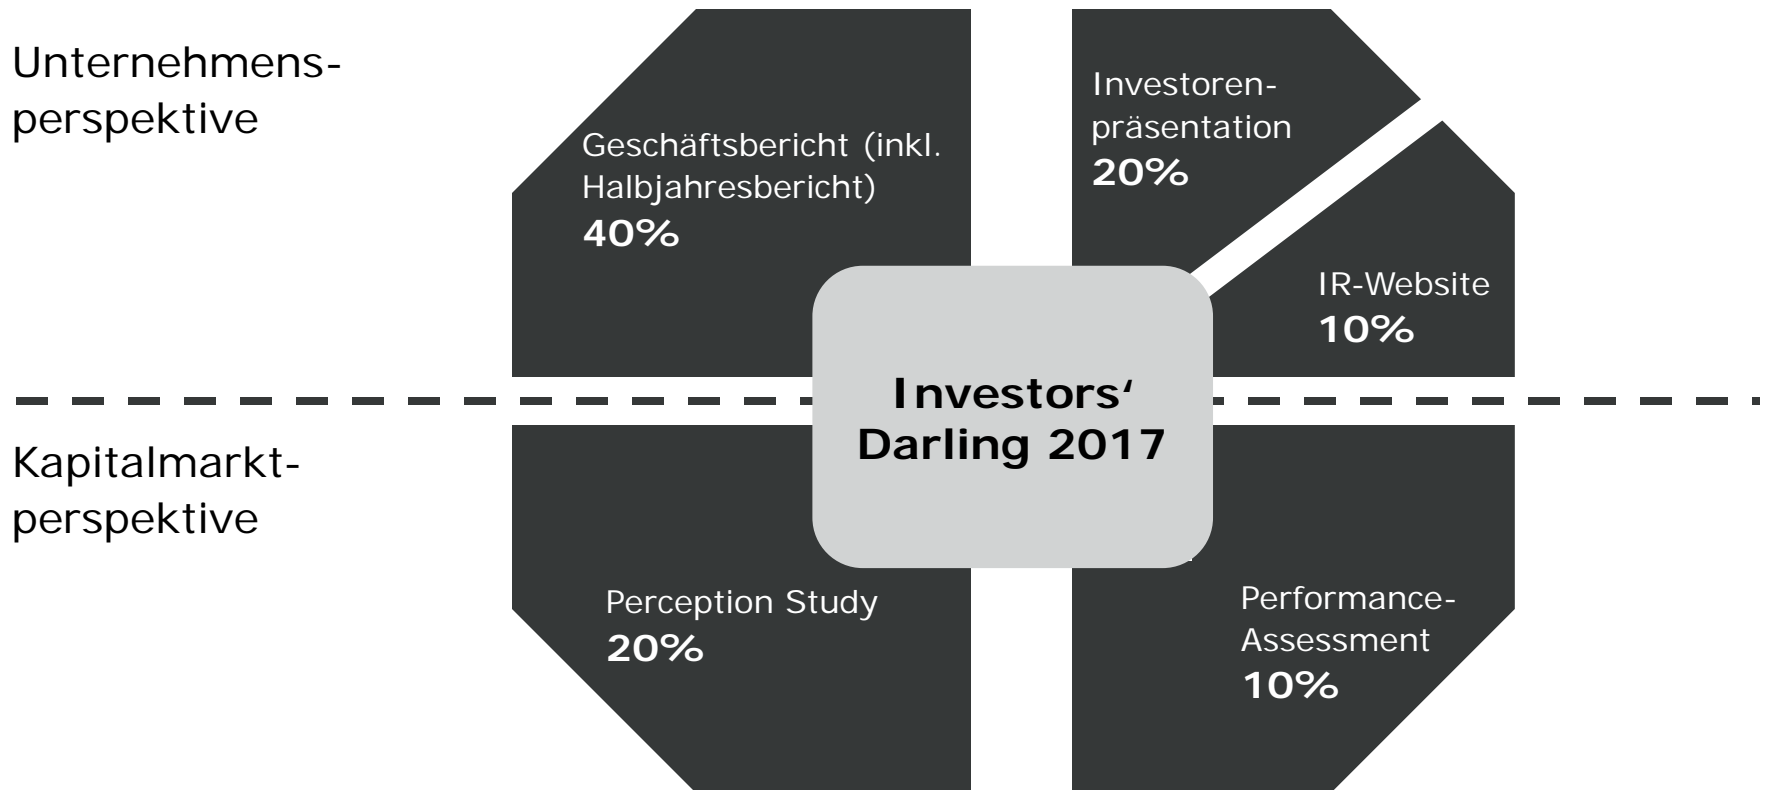 Unternehmens-
perspektive
Geschäftsbericht (inkl.
Halbjahresbericht)
40%
Investoren-
präsentation
20%
IR-Website
10%
Investors‘
Darling 2017
Kapitalmarkt-
perspektive
Perception Study
20%
Performance-
Assessment
10%